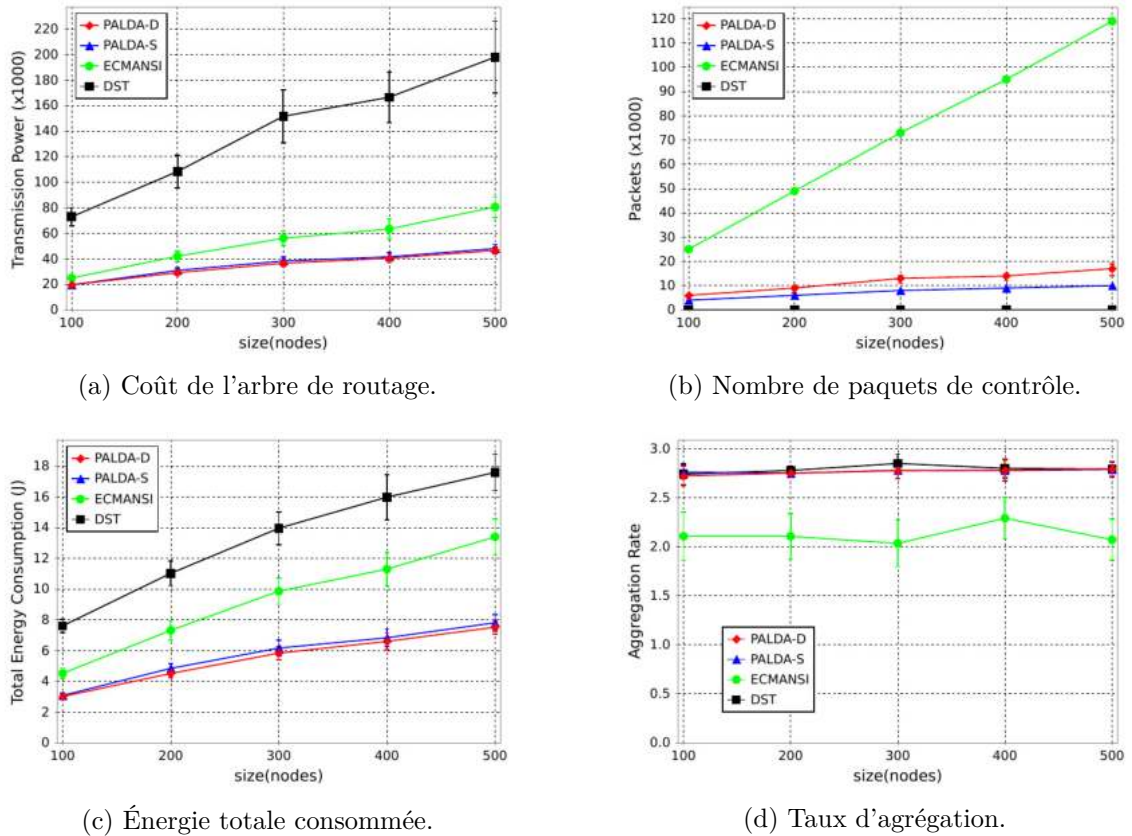 PALDA-D
PALDA-S
ECMANSI
DST
Transmission Power (x1000)
220
200
180
160
140
120
100
80
60
40
20
0
100 200 300 400 500
size(nodes)
(a) Coût de l'arbre de routage.
PALDA-D
PALDA-S
ECMANSI
DST
Packets (x1000)
120
110
100
90
80
70
60
50
40
30
20
10
0
100 200 300 400 500
size(nodes)
(b) Nombre de paquets de contrôle.
PALDA-D
PALDA-S
ECMANSI
DST
Total Energy Consumption (J)
18
16
14
12
10
8
6
4
2
0
100 200 300 400 500
size(nodes)
(c) Énergie totale consommée.
Aggregation Rate
3.0
2.5
2.0
1.5
1.0
0.5
0.0
PALDA-D
PALDA-S
ECMANSI
DST
100 200 300 400 500
size(nodes)
(d) Taux d'agrégation.